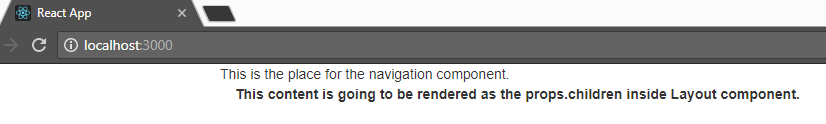 React App
localhost:3000
This is the place for the navigation component.
This content is going to be rendered as the props.children inside Layout component.